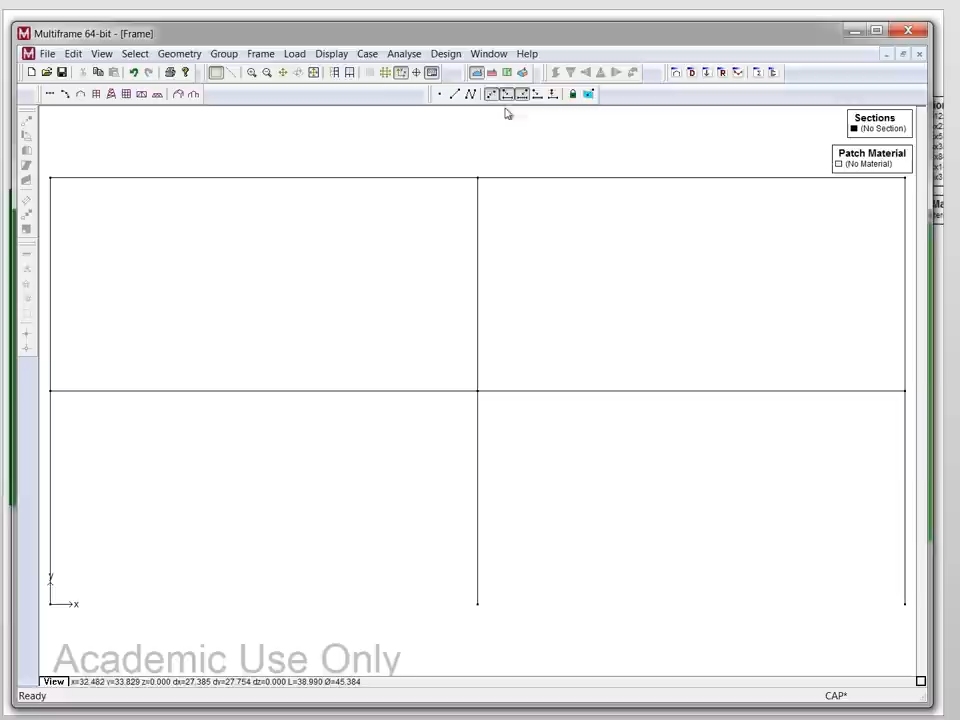 Multiframe 64-bit - [Frame]
File Edit View Select Geometry Group Frame Load Display Case Analyse Design Window Help
Sections
(No Section)
Patch Material
(No Material)
y
x
Academic Use Only
View x=32.482 y=33.829 z=0.000 dx=27.385 dy=27.754 dz=0.000 L=38.990 Ø=45.384
Ready
CAP*